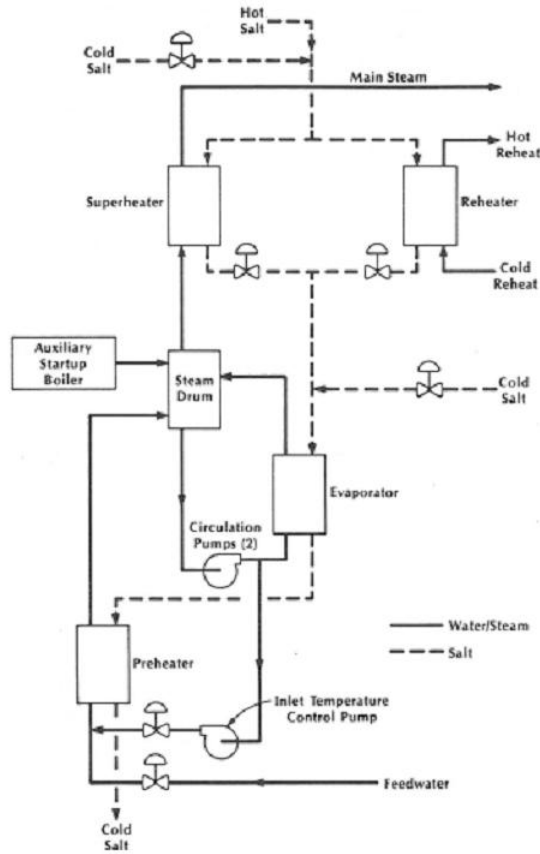 Hot
Salt
Cold
Salt
Main Steam
Hot
Reheat
Superheater
Reheater
Cold
Reheat
Auxiliary
Startup
Boiler
Steam
Drum
Cold
Salt
Evaporator
Circulation
Pumps (2)
Water/Steam
Salt
Preheater
Inlet Temperature
Control Pump
Feedwater
Cold
Salt